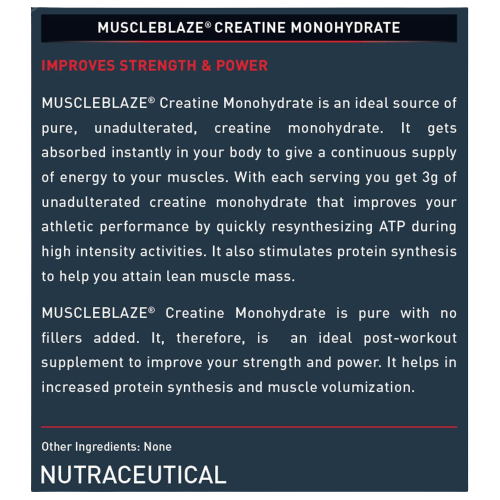 MUSCLEBLAZE® CREATINE MONOHYDRATE
IMPROVES STRENGTH & POWER
MUSCLEBLAZE® Creatine Monohydrate is an ideal source of
pure, unadulterated, creatine monohydrate. It gets
absorbed instantly in your body to give a continuous supply
of energy to your muscles. With each serving you get 3g of
unadulterated creatine monohydrate that improves your
athletic performance by quickly resynthesizing ATP during
high intensity activities. It also stimulates protein synthesis
to help you attain lean muscle mass.
MUSCLEBLAZE® Creatine Monohydrate is pure with no
fillers added. It, therefore, is an ideal post-workout
supplement to improve your strength and power. It helps in
increased protein synthesis and muscle volumization.
Other Ingredients: None
NUTRACEUTICAL